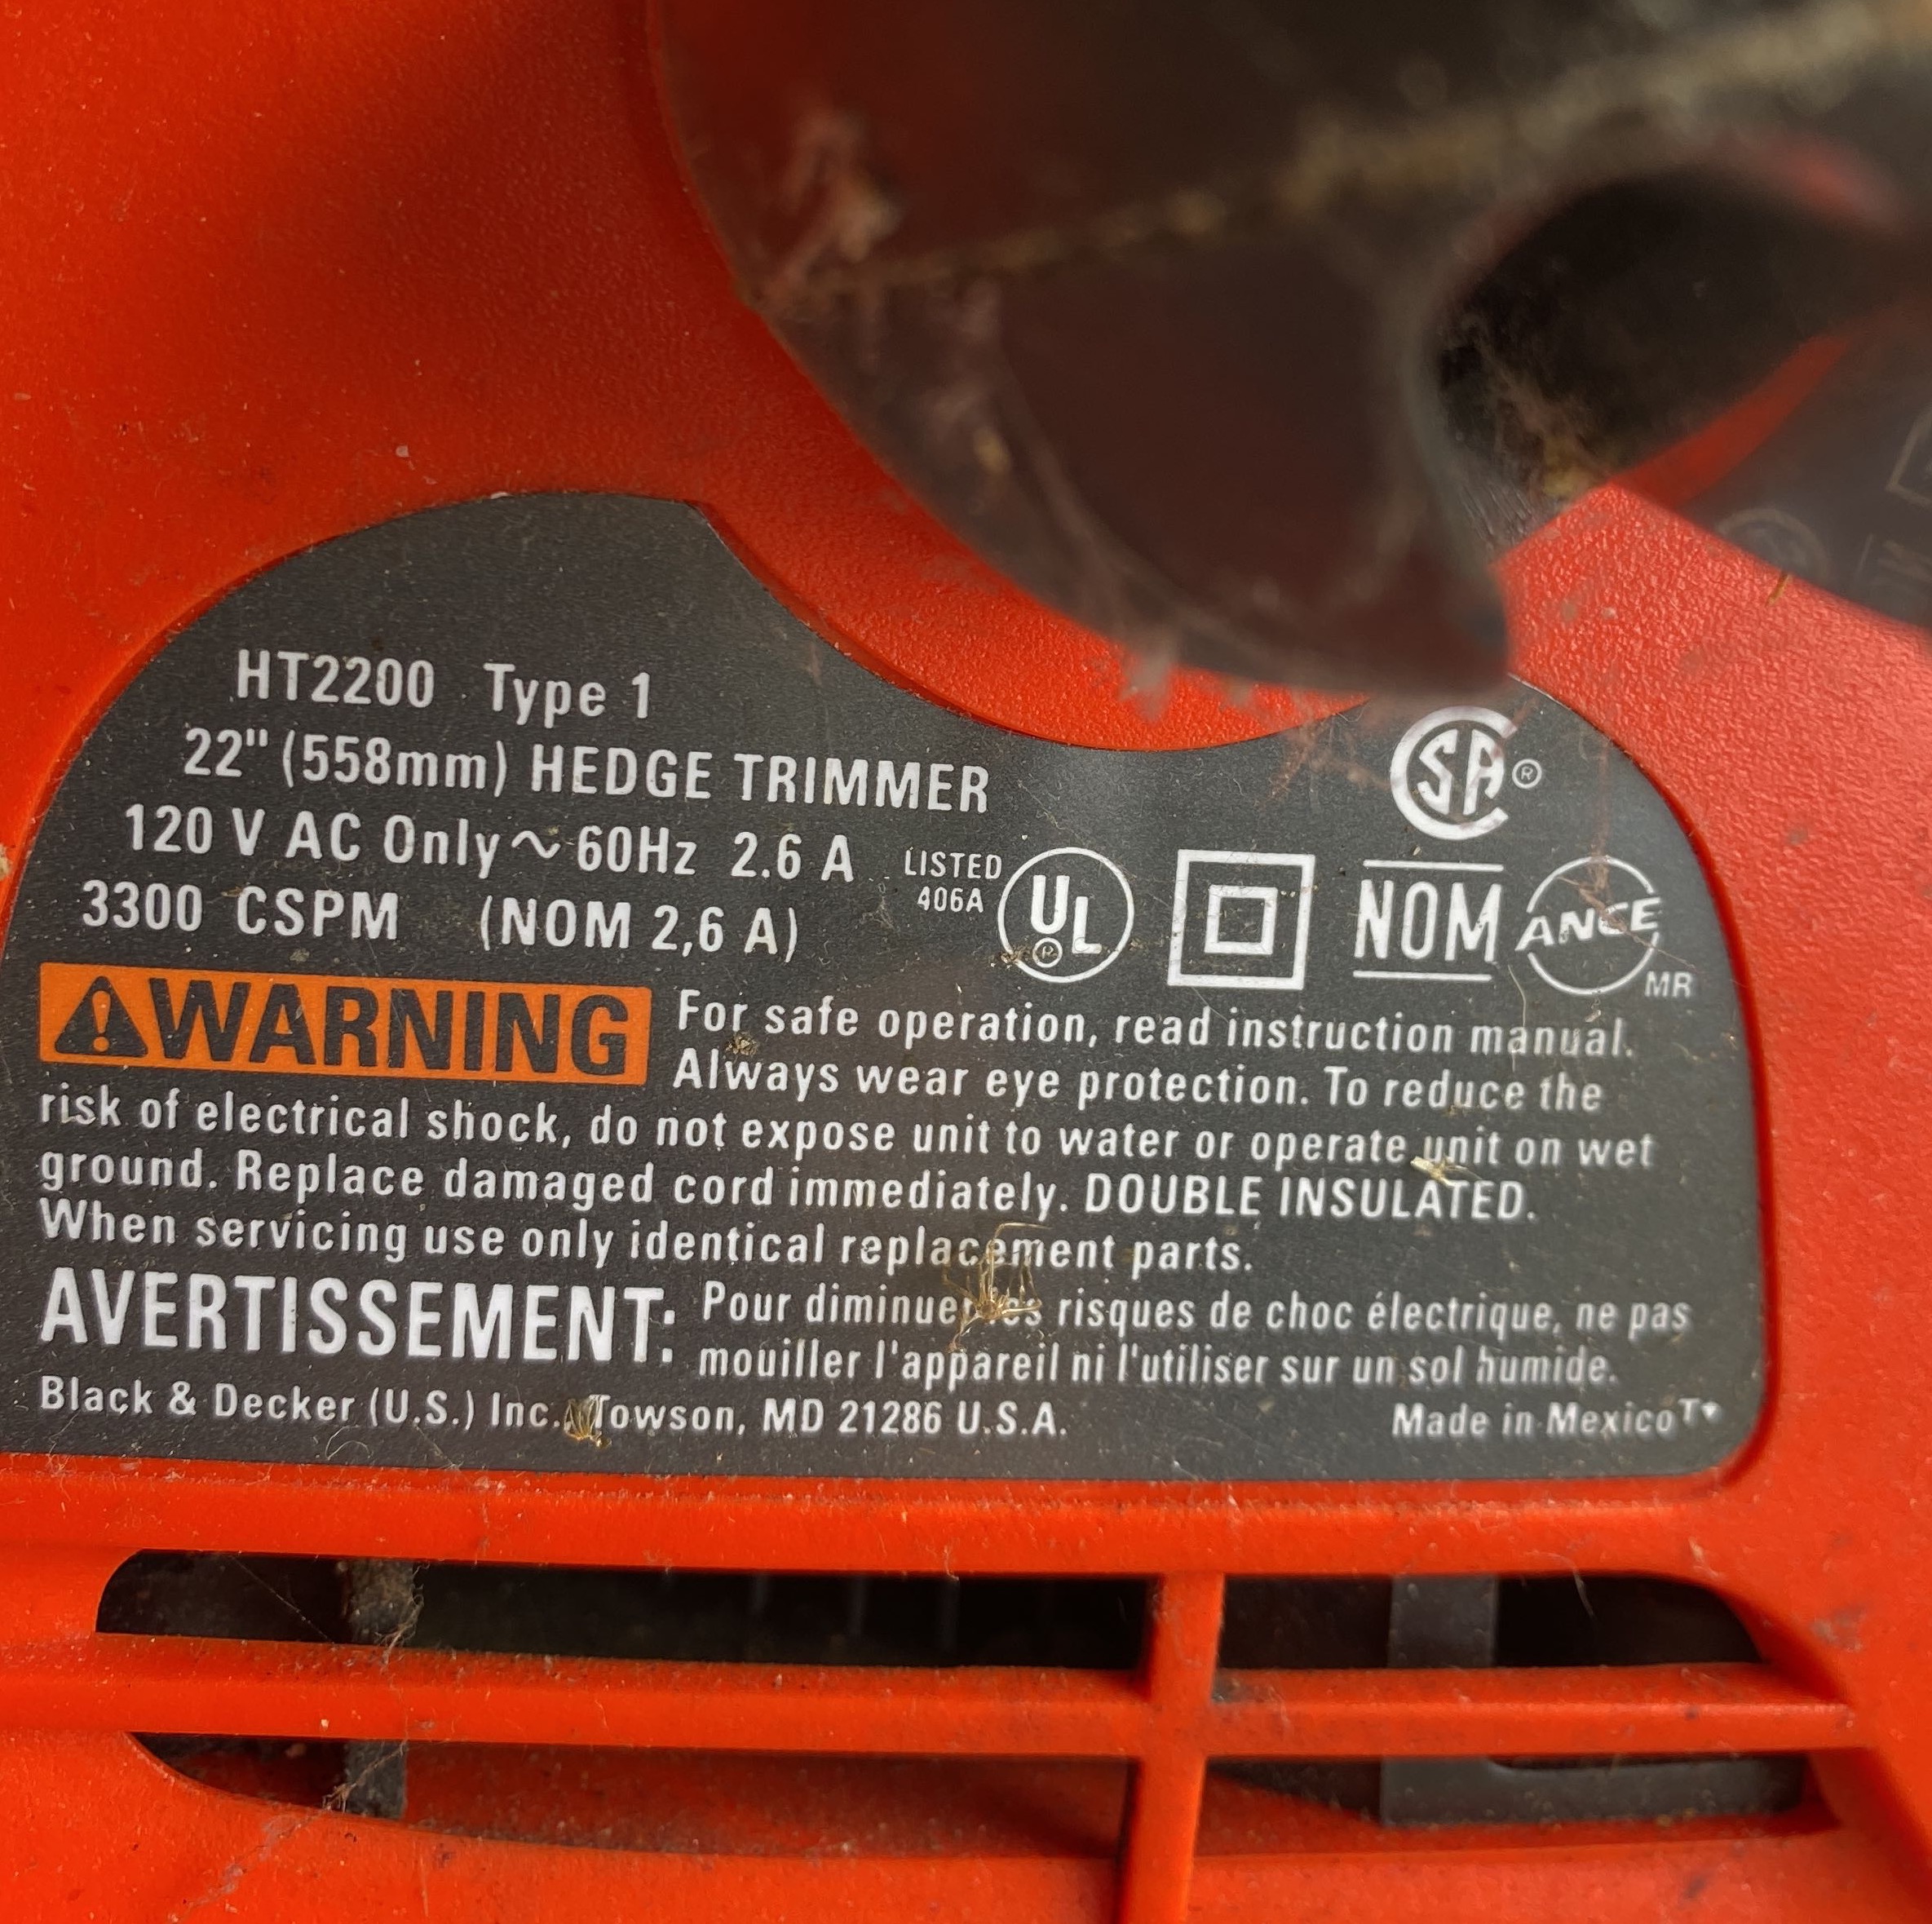 HT2200 Type 1
22" (558mm) HEDGE TRIMMER
120 V AC Only ~ 60Hz 2.6 A
3300 CSPM (NOM 2,6 A)
LISTED
406A
UL®
SA®
NOM
ANCE
MR
WARNING
For safe operation, read instruction manual.
Always wear eye protection. To reduce the
risk of electrical shock, do not expose unit to water or operate unit on wet
ground. Replace damaged cord immediately. DOUBLE INSULATED.
When servicing use only identical replacement parts.
AVERTISSEMENT:
Pour diminuer les risques de choc électrique, ne pas
mouiller l'appareil ni l'utiliser sur un sol humide.
Black & Decker (U.S.) Inc., Towson, MD 21286 U.S.A.
Made in Mexico